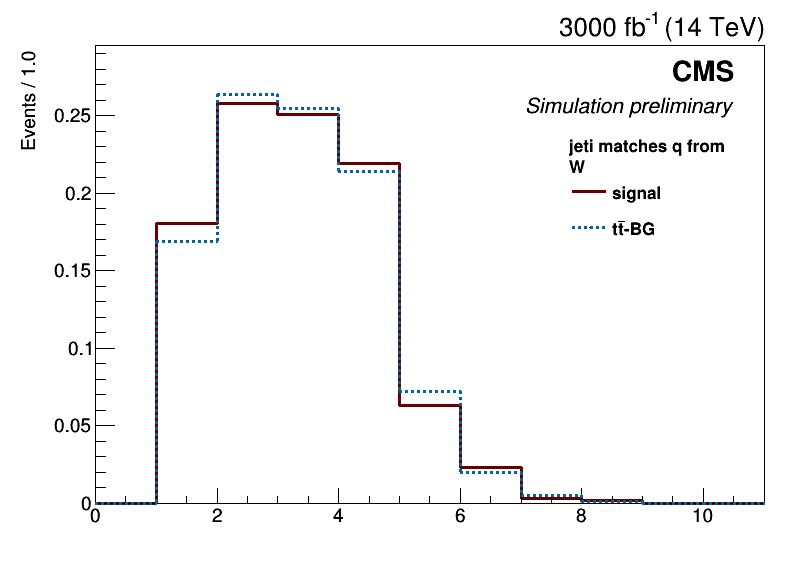 3000 fb⁻¹ (14 TeV)
Events / 1.0
CMS
Simulation preliminary
jeti matches q from
W
signal
tt̄-BG
0.25
0.2
0.15
0.1
0.05
0
0 2 4 6 8 10